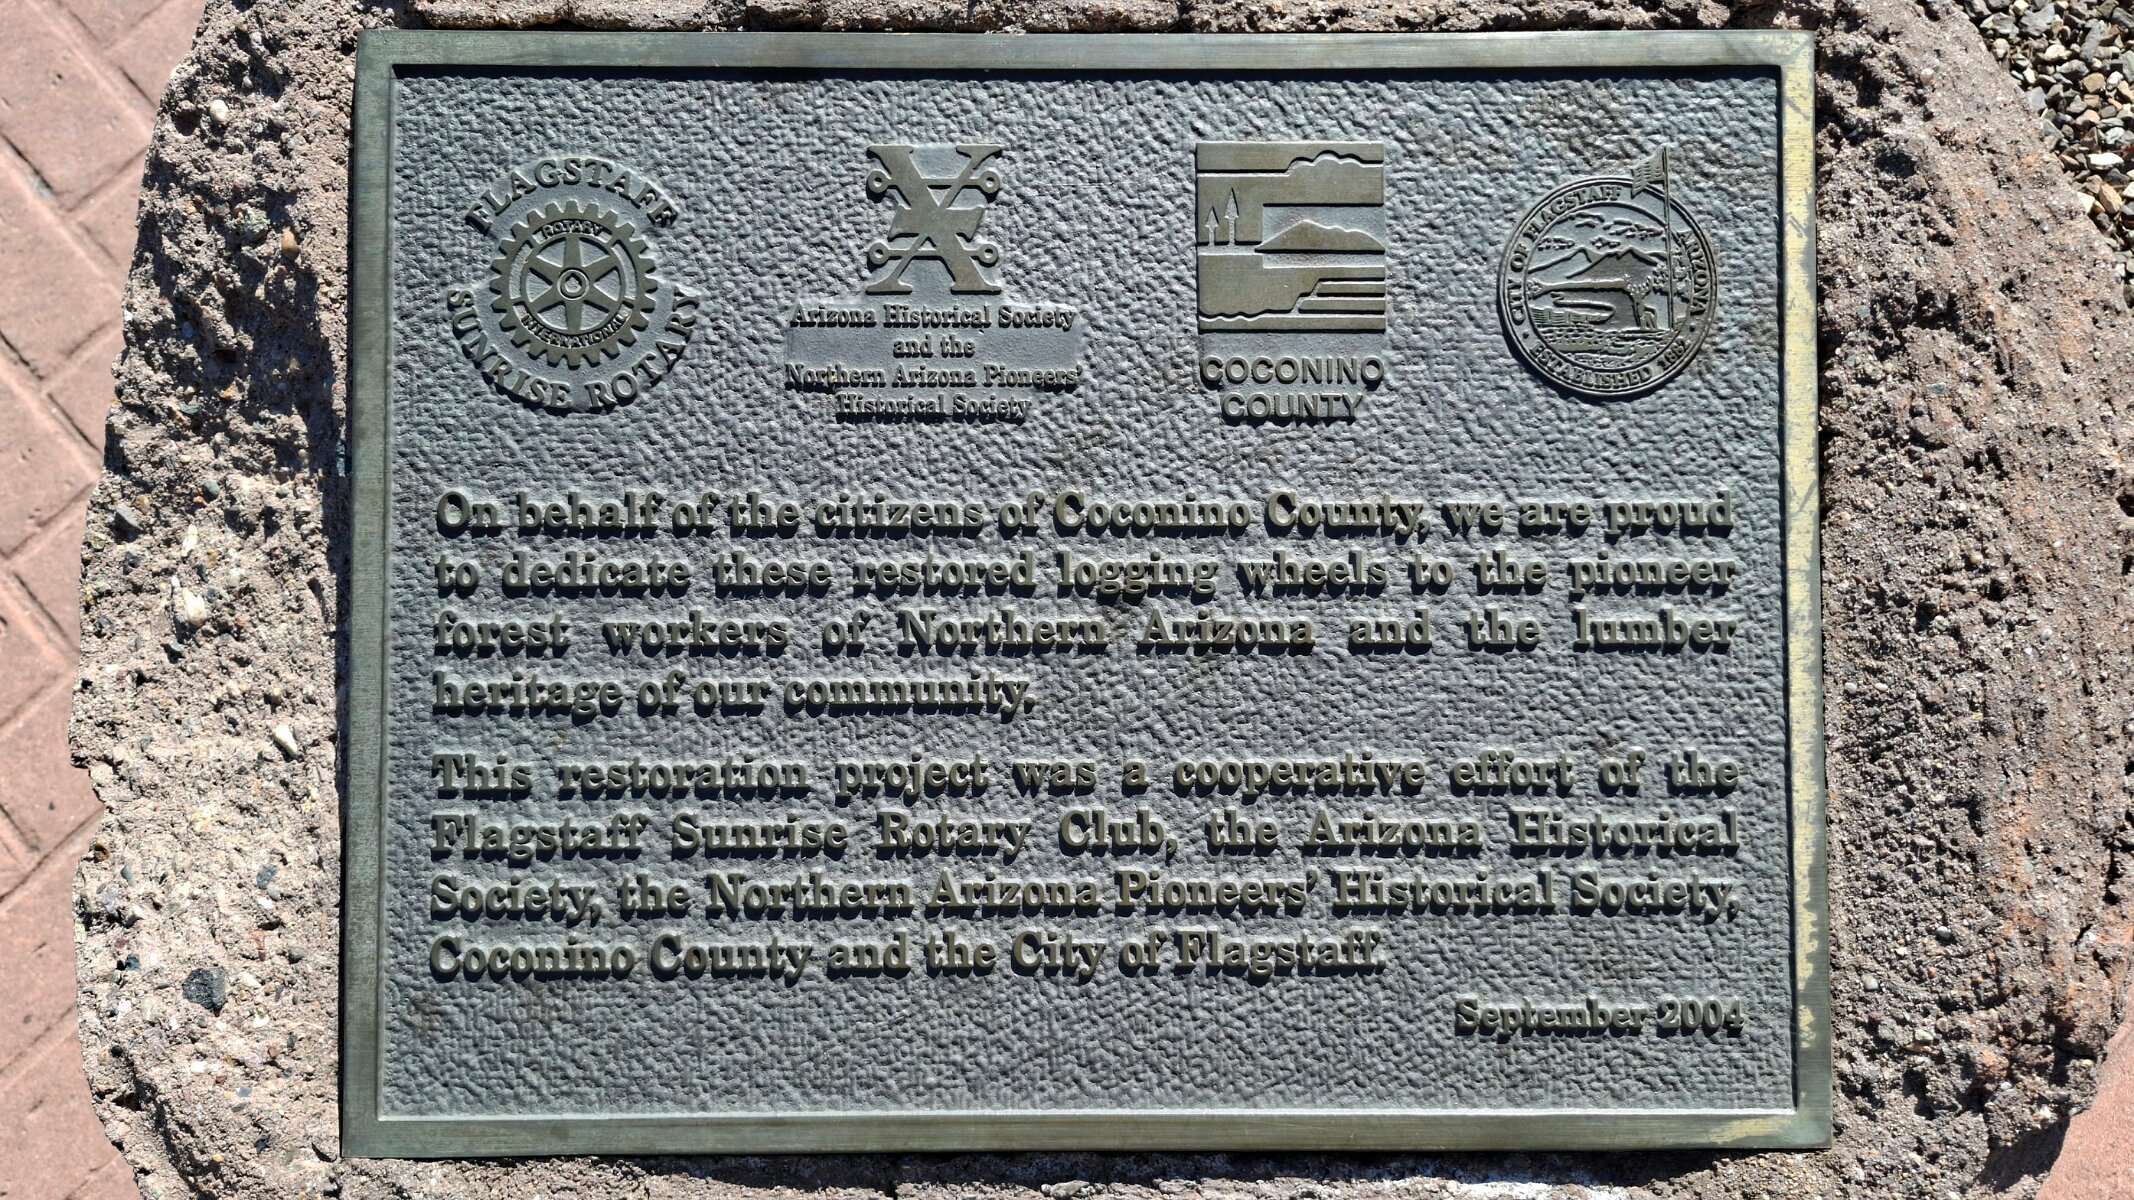 FLAGSTAFF
ROTARY
INTERNATIONAL
SUNRISE ROTARY
Arizona Historical Society
and the
Northern Arizona Pioneers'
Historical Society
COCONINO
COUNTY
CITY OF FLAGSTAFF ARIZONA
ESTABLISHED 1882
On behalf of the citizens of Coconino County, we are proud
to dedicate these restored logging wheels to the pioneer
forest workers of Northern Arizona and the lumber
heritage of our community.
This restoration project was a cooperative effort of the
Flagstaff Sunrise Rotary Club, the Arizona Historical
Society, the Northern Arizona Pioneers' Historical Society,
Coconino County and the City of Flagstaff.
September 2004